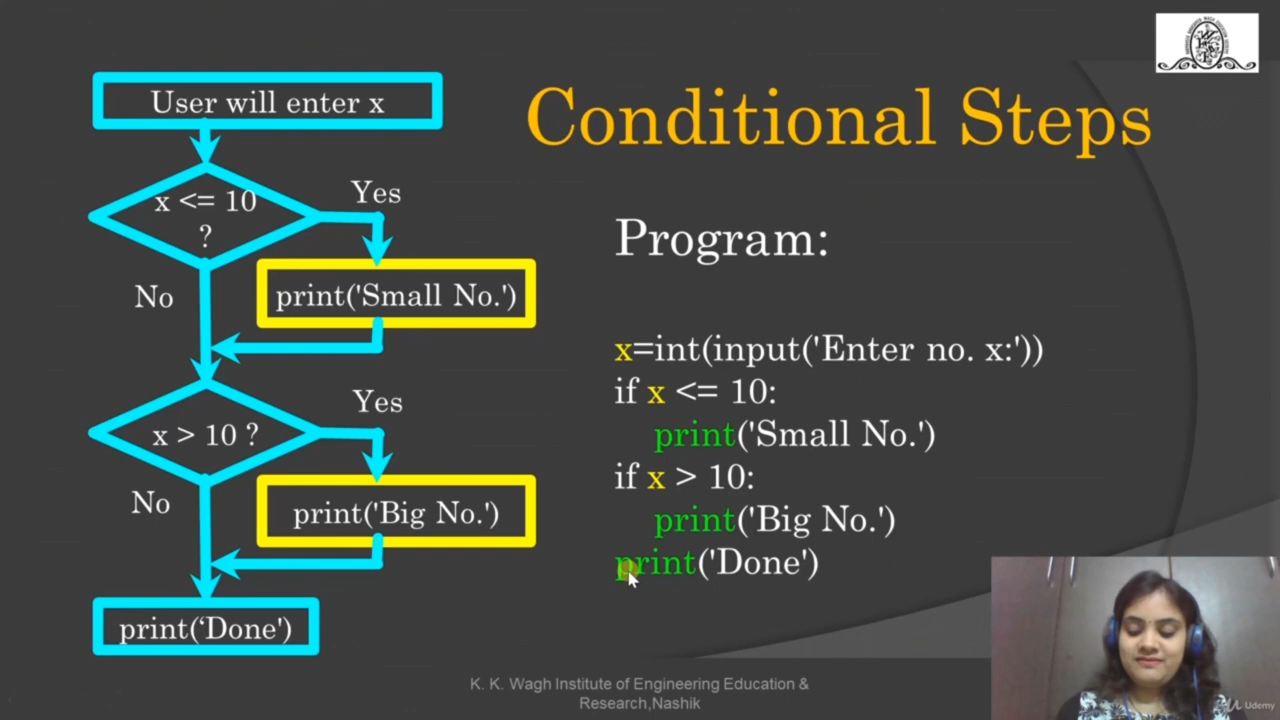 Conditional Steps
User will enter x
x <= 10
?
Yes
No
print('Small No.')
x > 10 ?
Yes
No
print('Big No.')
print(‘Done')
Program:
x=int(input('Enter no. x:'))
if x <= 10:
print('Small No.')
if x > 10:
print('Big No.')
print('Done')
K. K. Wagh Institute of Engineering Education &
Research,Nashik
Udemy